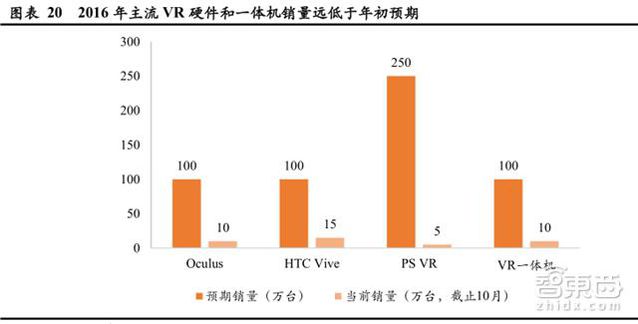 图表 20 2016 年主流 VR 硬件和一体机销量远低于年初预期
300
250
200
150
100
50
0
250
100
100
100
10
15
5
10
Oculus
HTC Vive
PS VR
VR一体机
预期销量（万台）
当前销量（万台，截止10月）
智东西
zhidx.com